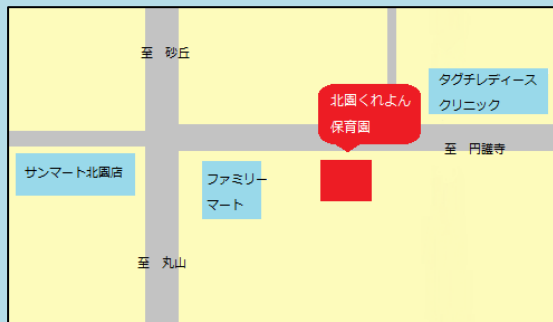 至 砂丘
タグチレディース
クリニック
北園くれよん
保育園
至 円護寺
サンマート北園店
ファミリー
マート
至 丸山